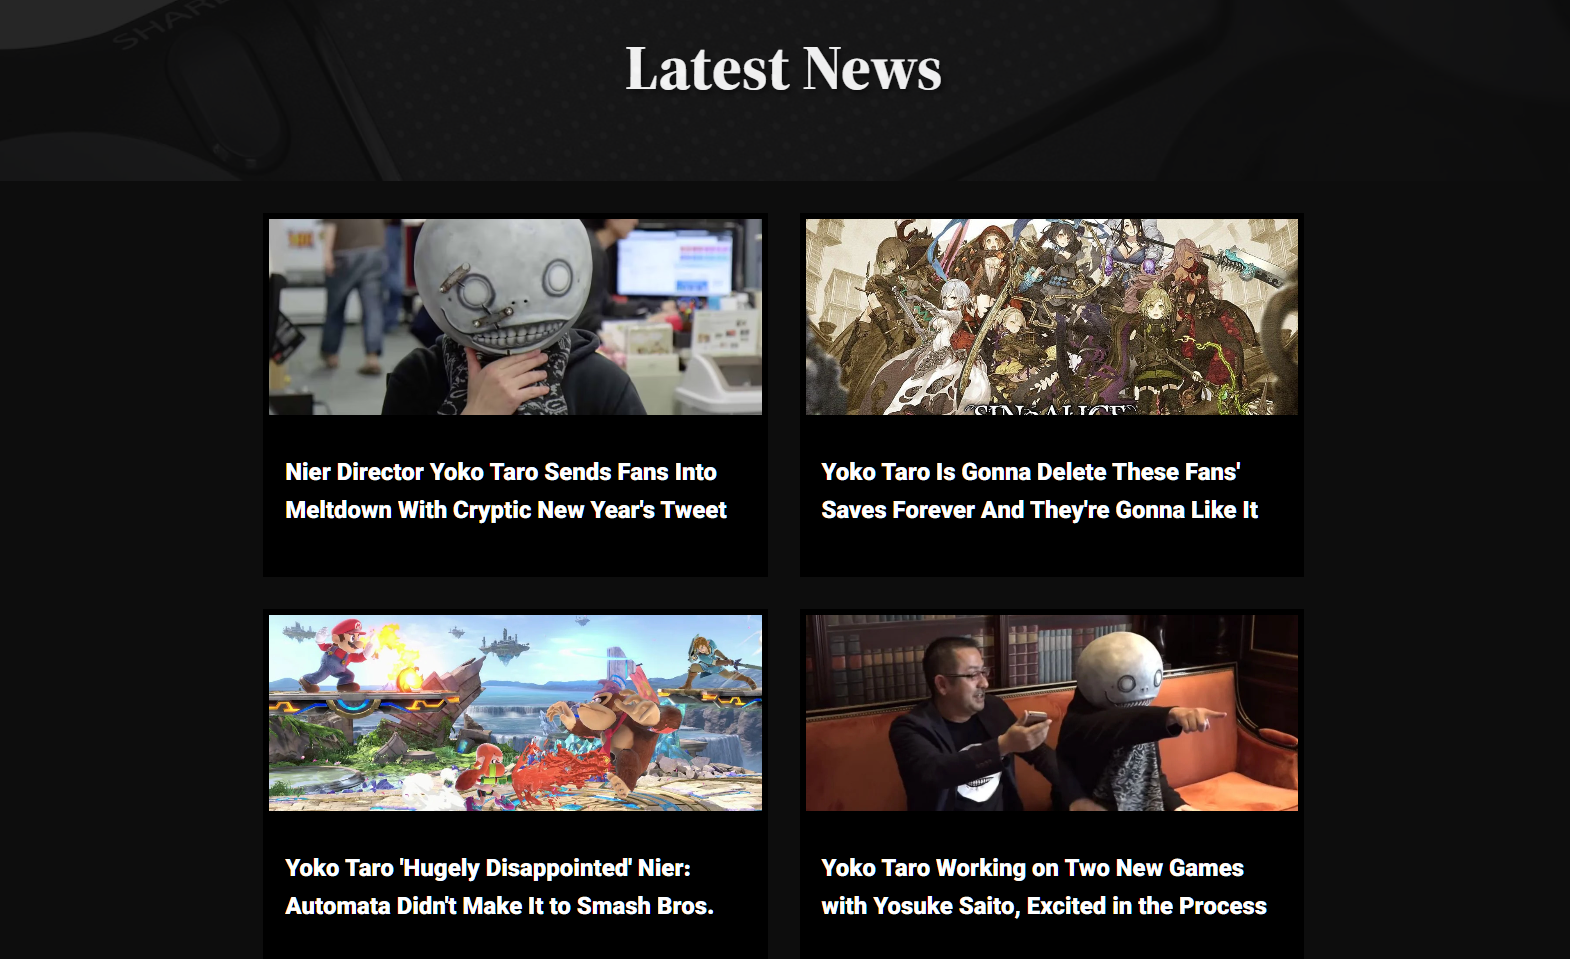 SHARE
Latest News
Nier Director Yoko Taro Sends Fans Into
Meltdown With Cryptic New Year's Tweet
SINoALICE
Yoko Taro Is Gonna Delete These Fans'
Saves Forever And They're Gonna Like It
Yoko Taro 'Hugely Disappointed' Nier:
Automata Didn't Make It to Smash Bros.
Yoko Taro Working on Two New Games
with Yosuke Saito, Excited in the Process